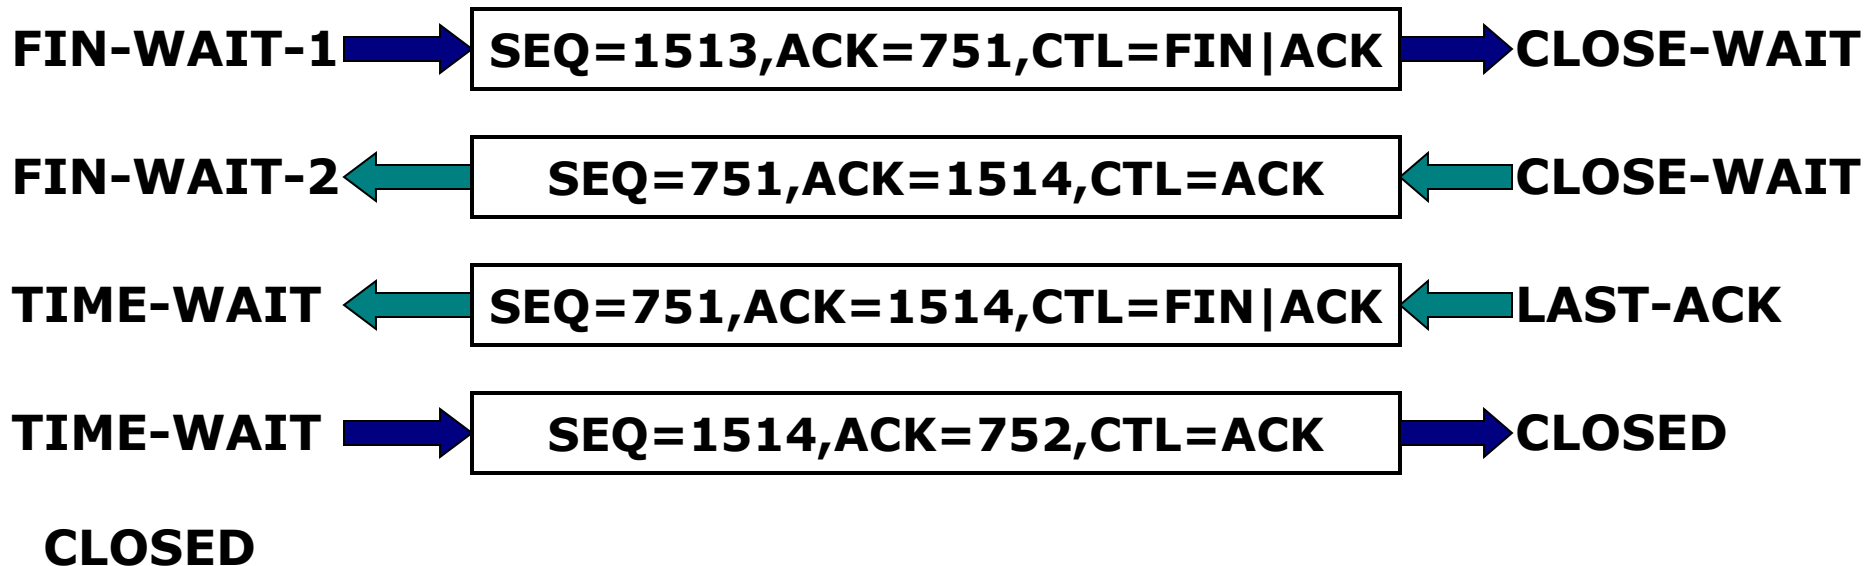 FIN-WAIT-1 SEQ=1513,ACK=751,CTL=FIN|ACK CLOSE-WAIT
FIN-WAIT-2 SEQ=751,ACK=1514,CTL=ACK CLOSE-WAIT
TIME-WAIT SEQ=751,ACK=1514,CTL=FIN|ACK LAST-ACK
TIME-WAIT SEQ=1514,ACK=752,CTL=ACK CLOSED
CLOSED